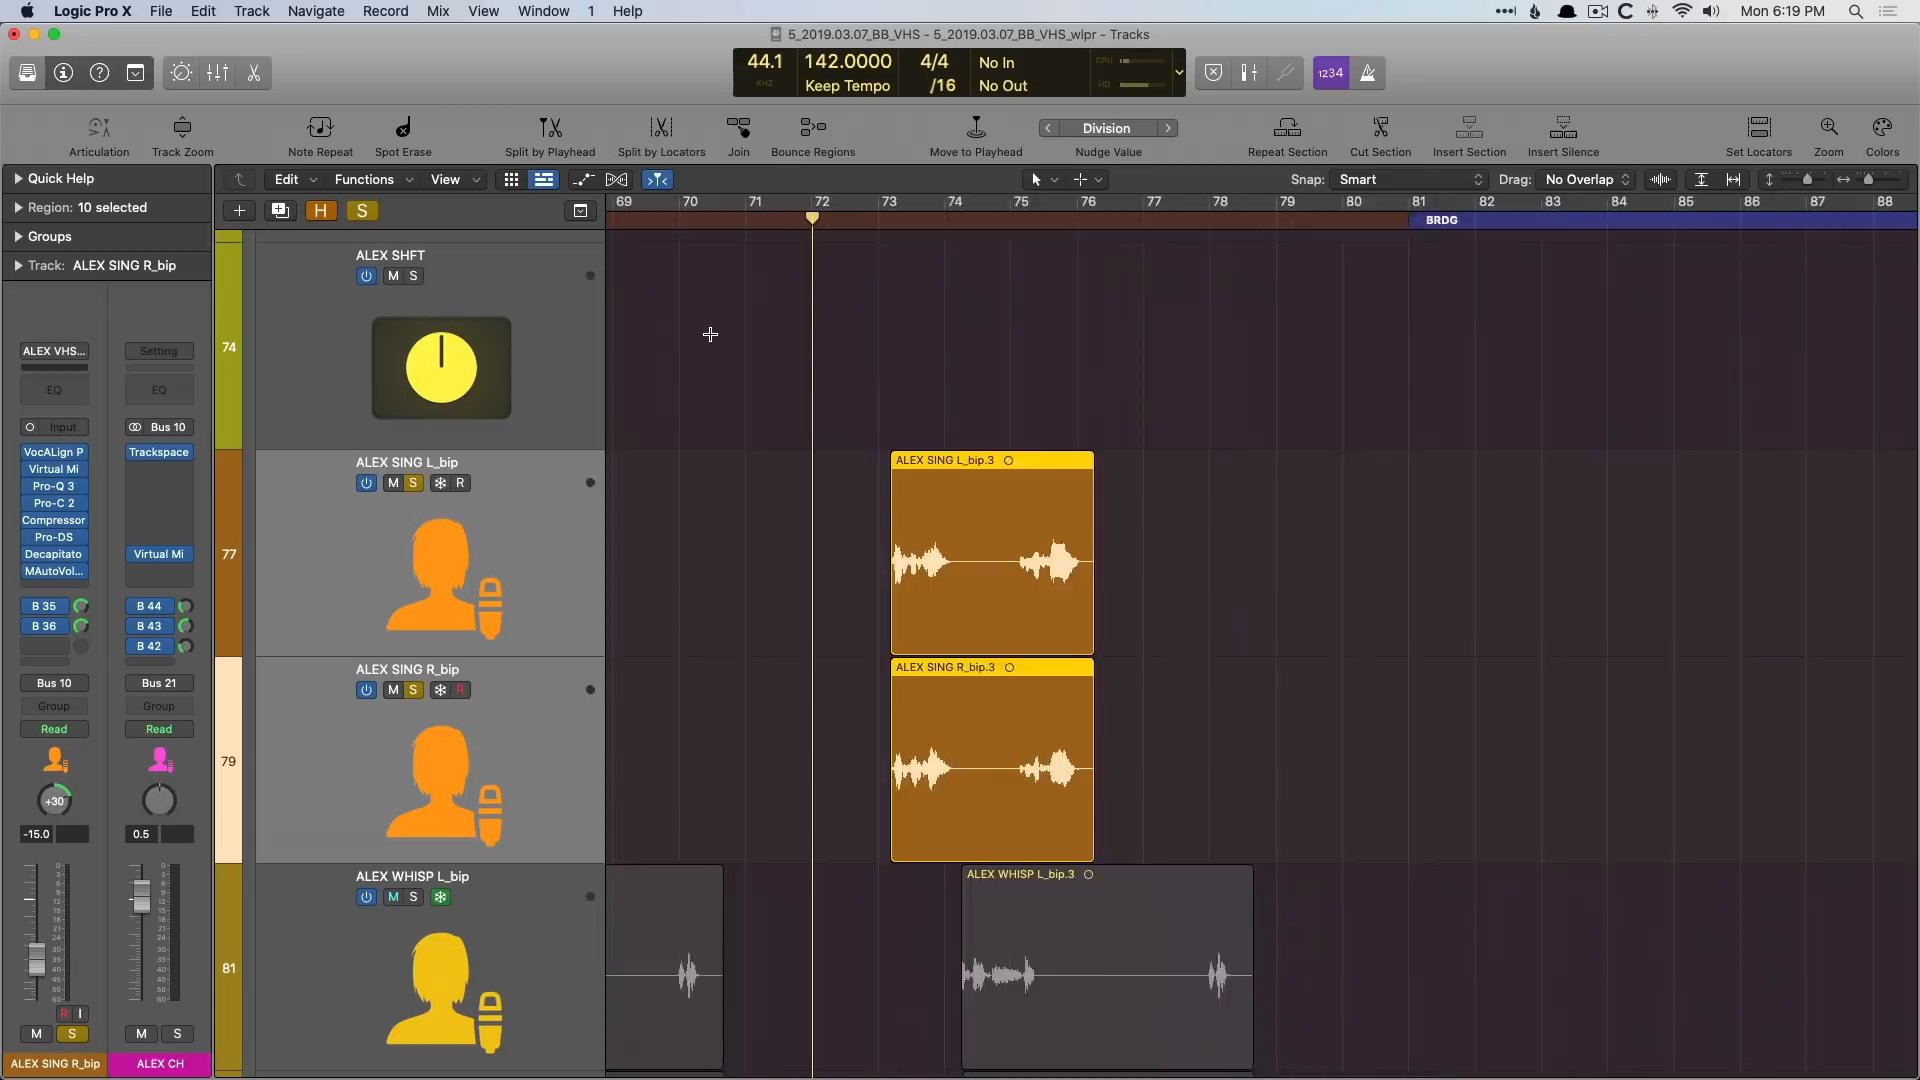 Logic Pro X File Edit Track Navigate Record Mix View Window 1 Help
Mon 6:19 PM
5_2019.03.07_BB_VHS - 5_2019.03.07_BB_VHS_wlpr - Tracks
44.1 142.0000 4/4 No In CPU
KHZ Keep Tempo /16 No Out HD
1234
Division
Articulation Track Zoom Note Repeat Spot Erase Split by Playhead Split by Locators Join Bounce Regions Move to Playhead Nudge Value Repeat Section Cut Section Insert Section Insert Silence Set Locators Zoom Colors
Quick Help
Edit Functions View Snap: Smart Drag: No Overlap
Region: 10 selected
H S
69 70 71 72 73 74 75 76 77 78 79 80 81 82 83 84 85 86 87 88
BRDG
Groups
Track: ALEX SING R_bip
ALEX SHFT
M S
74
ALEX VHS... Setting
EQ EQ
Input Bus 10
VocALign P Trackspace
Virtual Mi
Pro-Q 3
Pro-C 2
Compressor
Pro-DS
Decapitato Virtual Mi
MAutoVol...
B 35 B 44
B 36 B 43
B 42
Bus 10 Bus 21
Group Group
Read Read
+30
-15.0 0.5
ALEX SING L_bip
M S R
77
ALEX SING L_bip.3
ALEX SING R_bip
M S R
79
ALEX SING R_bip.3
ALEX WHISP L_bip
M S
81
ALEX WHISP L_bip.3
R I
M S M S
ALEX SING R_bip ALEX CH